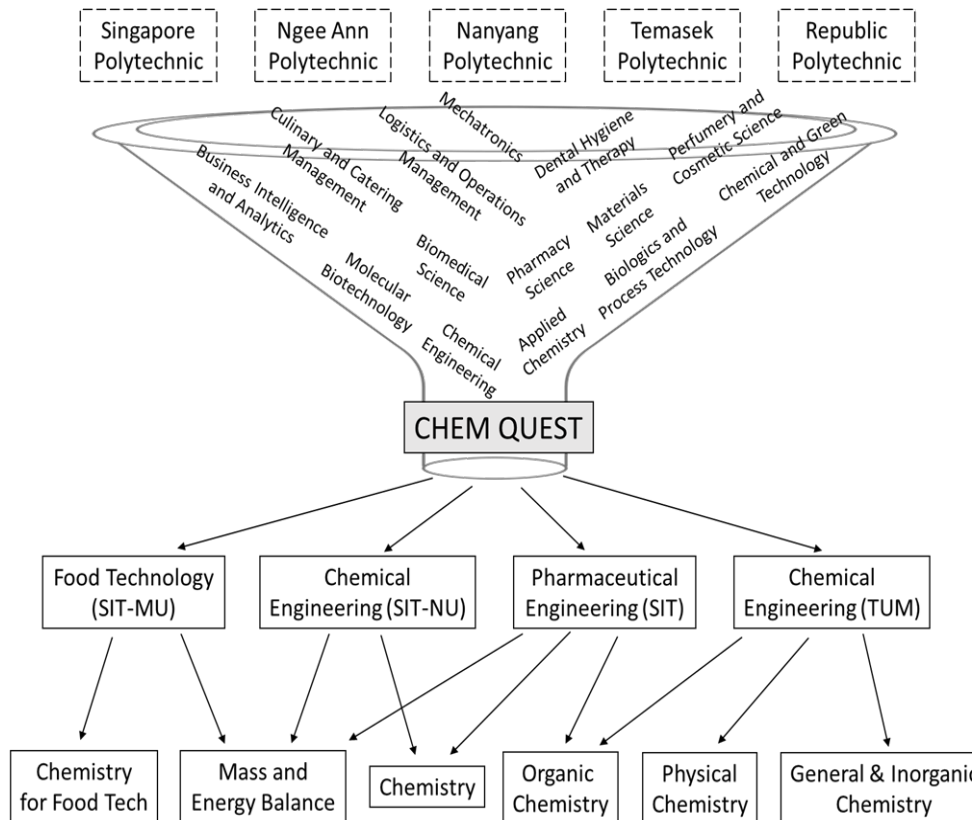 Singapore
Polytechnic
Ngee Ann
Polytechnic
Nanyang
Polytechnic
Temasek
Polytechnic
Republic
Polytechnic
Culinary and Catering
Management
Logistics and Operations
Management
Mechatronics
Dental Hygiene
and Therapy
Perfumery and
Cosmetic Science
Chemical and Green
Technology
Business Intelligence
and Analytics
Molecular
Biotechnology
Biomedical
Science
Pharmacy
Science
Materials
Science
Biologics and
Process Technology
Chemical
Engineering
Applied
Chemistry
CHEM QUEST
Food Technology
(SIT-MU)
Chemical
Engineering (SIT-NU)
Pharmaceutical
Engineering (SIT)
Chemical
Engineering (TUM)
Chemistry
for Food Tech
Mass and
Energy Balance
Chemistry
Organic
Chemistry
Physical
Chemistry
General & Inorganic
Chemistry